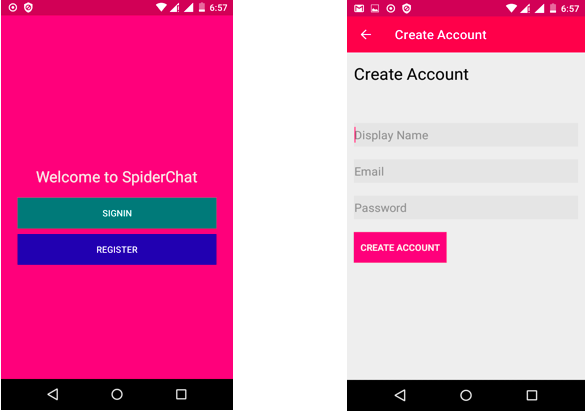 6:57
Welcome to SpiderChat
SIGNIN
REGISTER
6:57
Create Account
Create Account
Display Name
Email
Password
CREATE ACCOUNT